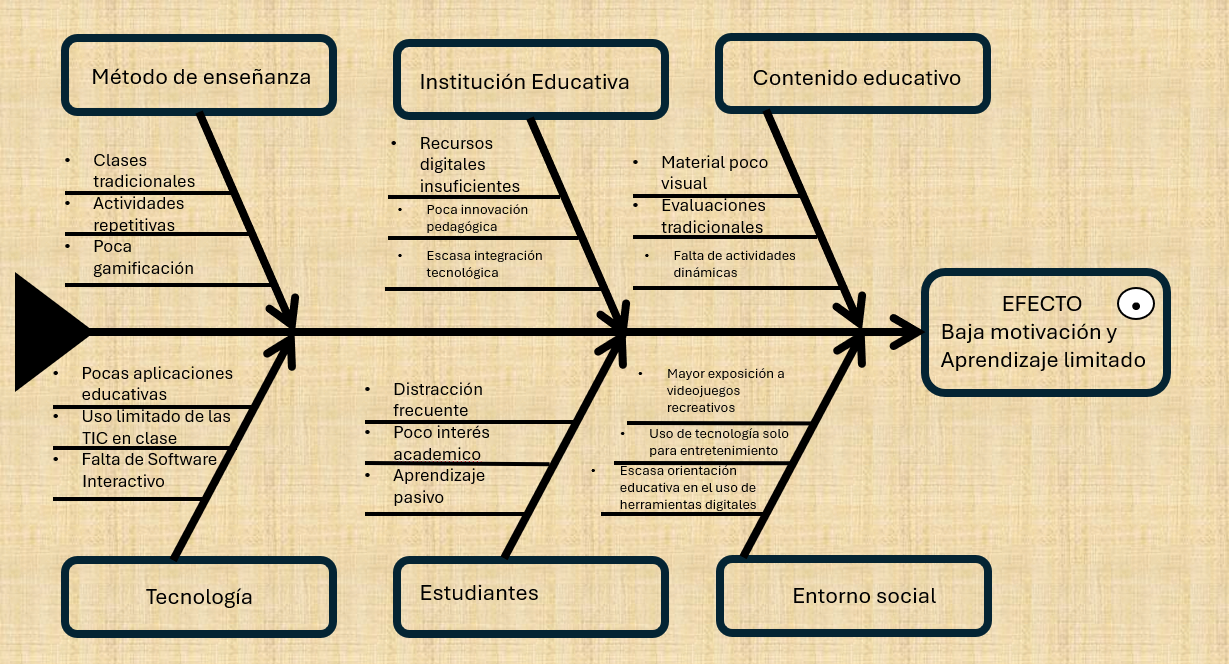 Método de enseñanza
Institución Educativa
Contenido educativo
• Clases
tradicionales
• Actividades
repetitivas
• Poca
gamificación
• Recursos
digitales
insuficientes
• Poca innovación
pedagógica
• Escasa integración
tecnológica
• Material poco
visual
• Evaluaciones
tradicionales
• Falta de actividades
dinámicas
EFECTO
Baja motivación y
Aprendizaje limitado
• Pocas aplicaciones
educativas
• Uso limitado de las
TIC en clase
• Falta de Software
Interactivo
• Distracción
frecuente
• Poco interés
academico
• Aprendizaje
pasivo
• Mayor exposición a
videojuegos
recreativos
• Uso de tecnología solo
para entretenimiento
• Escasa orientación
educativa en el uso de
herramientas digitales
Tecnología
Estudiantes
Entorno social